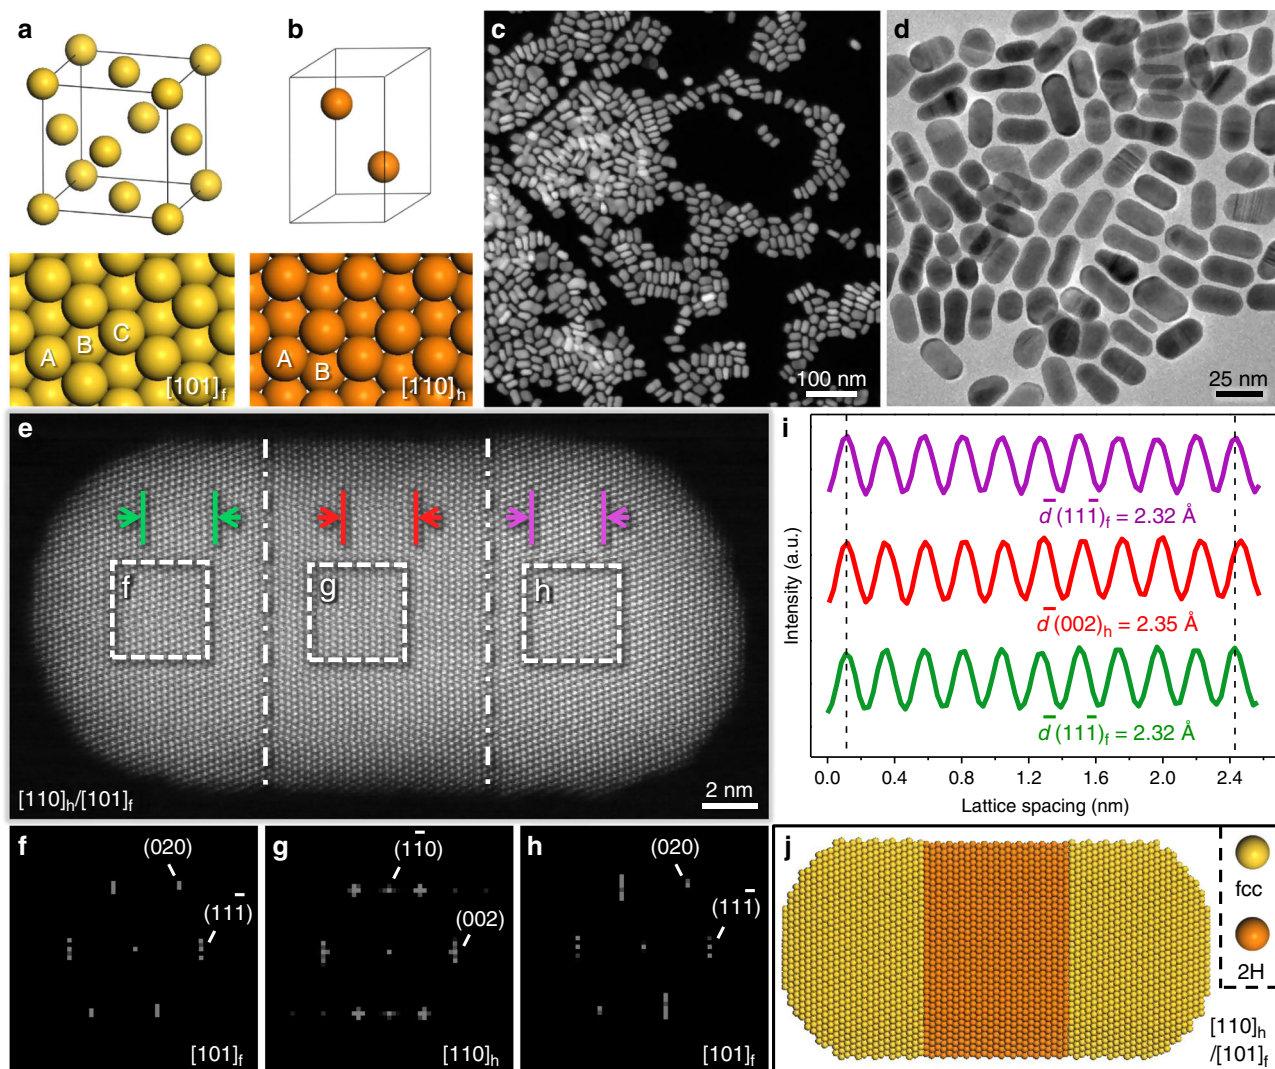 a
b
c
d
A
B
C
[101]f
A
B
[110]h
100 nm
25 nm
e
f
g
h
[110]h/[101]f
2 nm
i
Intensity (a.u.)
d̄ (111̄)f = 2.32 Å
d̄ (002)h = 2.35 Å
d̄ (111̄)f = 2.32 Å
0.0 0.4 0.8 1.2 1.6 2.0 2.4
Lattice spacing (nm)
f
(020)
(111̄)
[101]f
g
(11̄0)
(002)
[110]h
h
(020)
(111̄)
[101]f
j
fcc
2H
[110]h
/[101]f